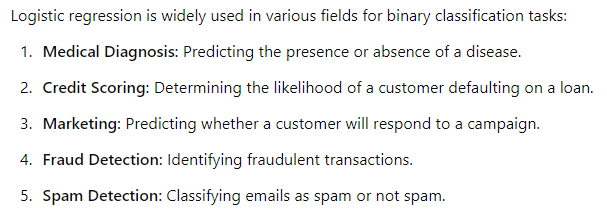 Logistic regression is widely used in various fields for binary classification tasks:
1. Medical Diagnosis: Predicting the presence or absence of a disease.
2. Credit Scoring: Determining the likelihood of a customer defaulting on a loan.
3. Marketing: Predicting whether a customer will respond to a campaign.
4. Fraud Detection: Identifying fraudulent transactions.
5. Spam Detection: Classifying emails as spam or not spam.